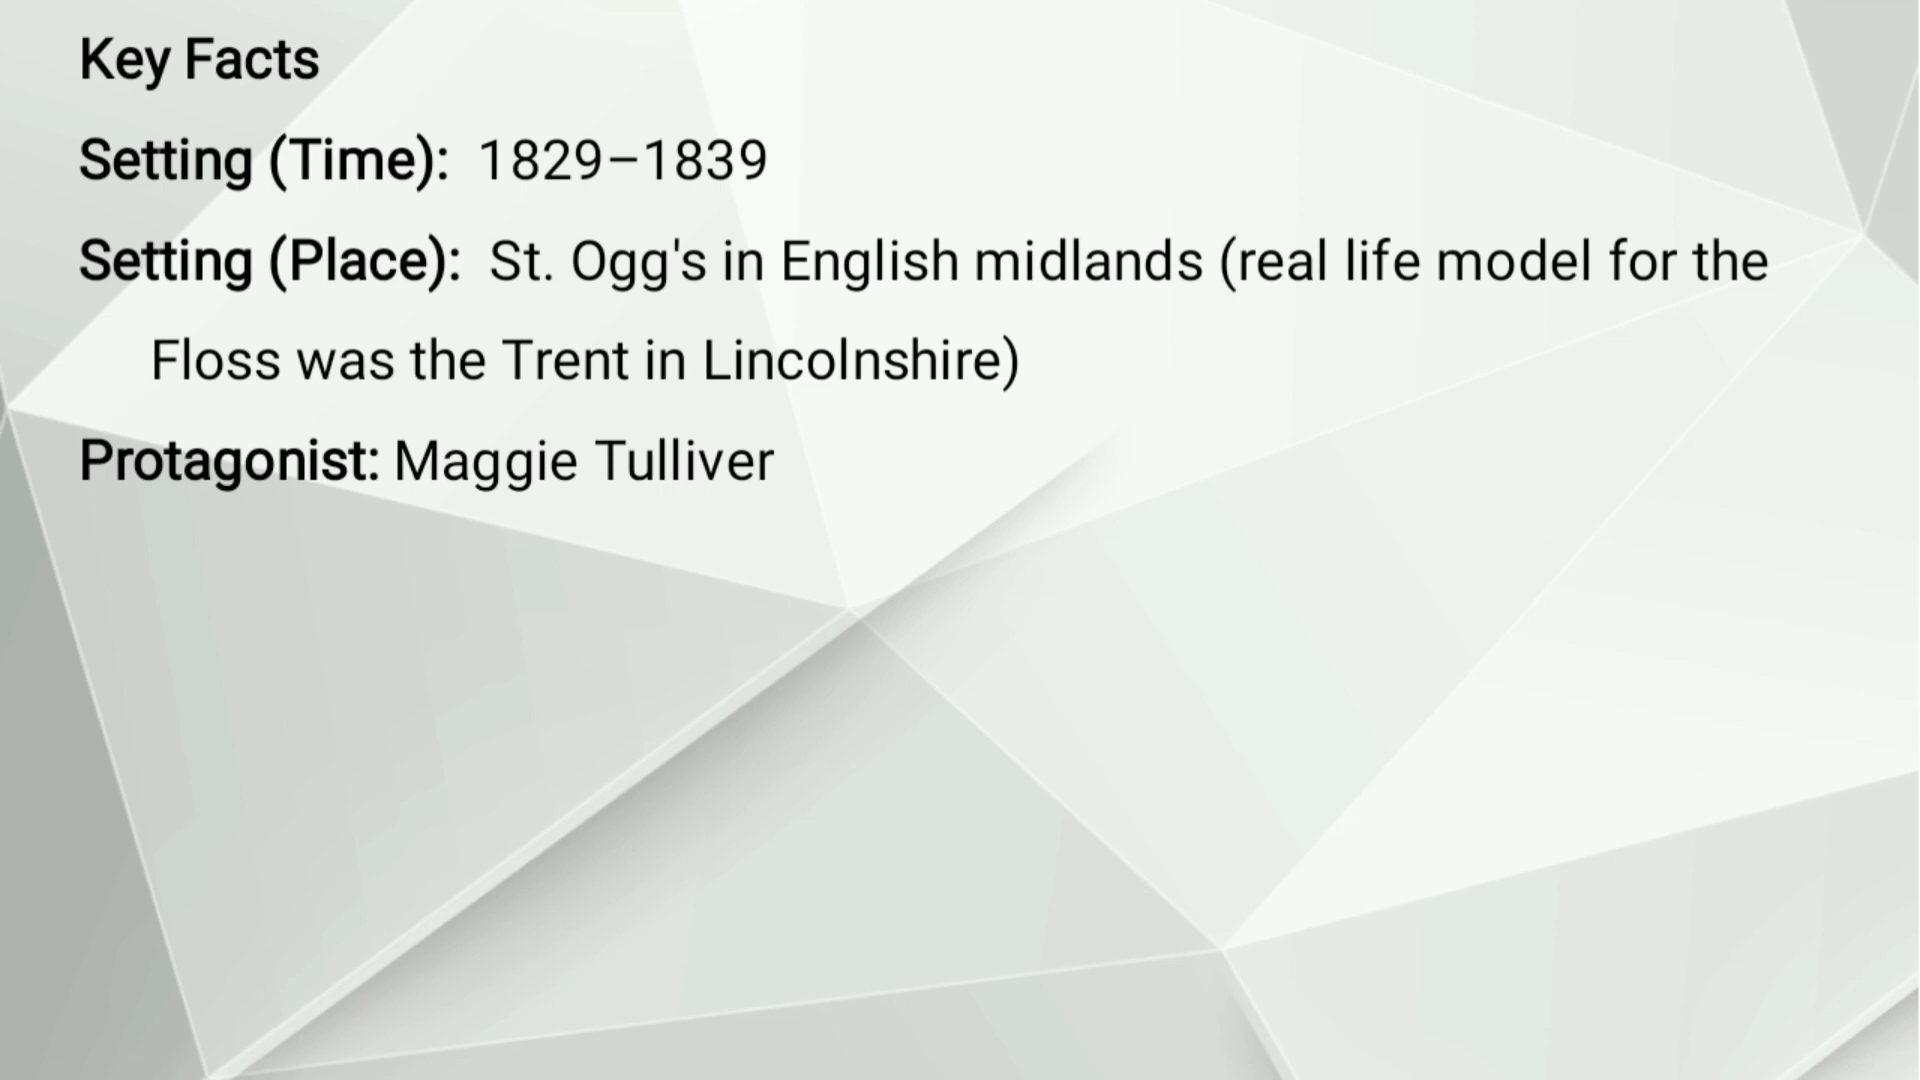 Key Facts
Setting (Time):  1829–1839
Setting (Place):  St. Ogg's in English midlands (real life model for the
Floss was the Trent in Lincolnshire)
Protagonist: Maggie Tulliver